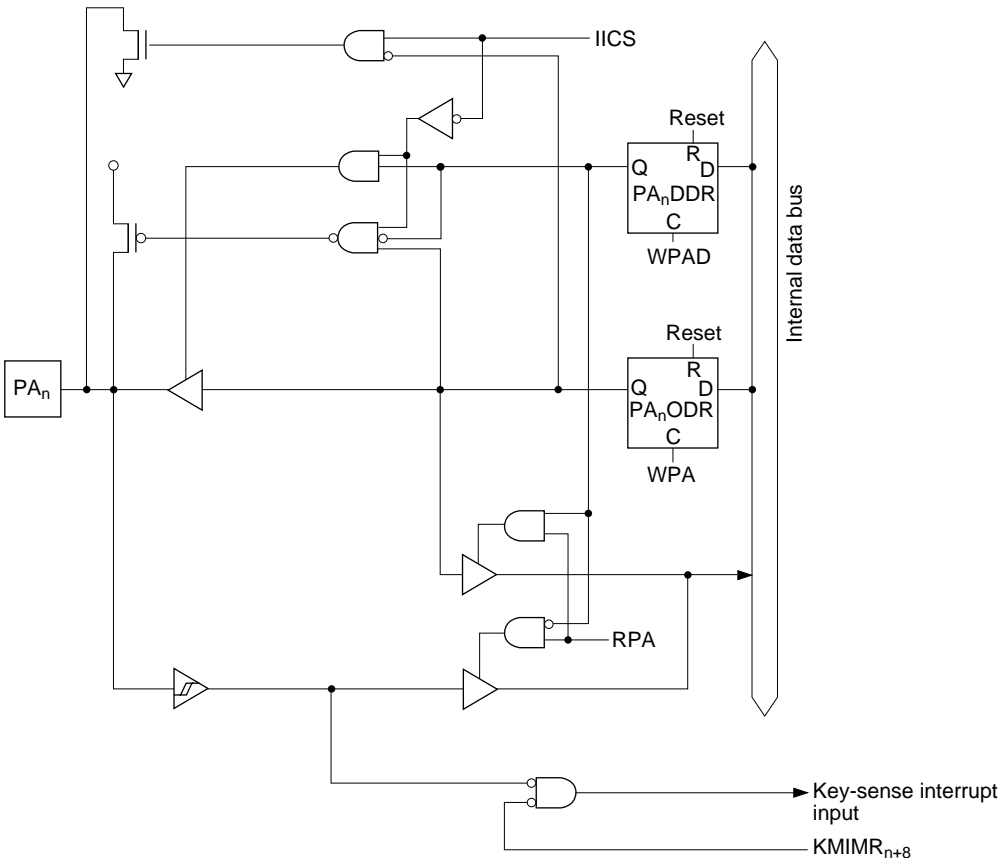 IICS
Reset
R
Q
D
PAnDDR
C
WPAD
Internal data bus
Reset
R
PAn
Q
D
PAnODR
C
WPA
RPA
Key-sense interrupt
input
KMIMRn+8